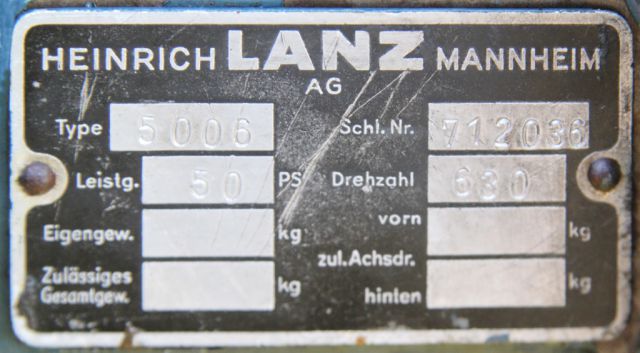 HEINRICH LANZ MANNHEIM
AG
Type 5006 Schl. Nr. 712036
Leistg. 50 PS Drehzahl 630
Eigengew. kg vorn kg
zul. Achsdr.
Zulässiges Gesamtgew. kg hinten kg